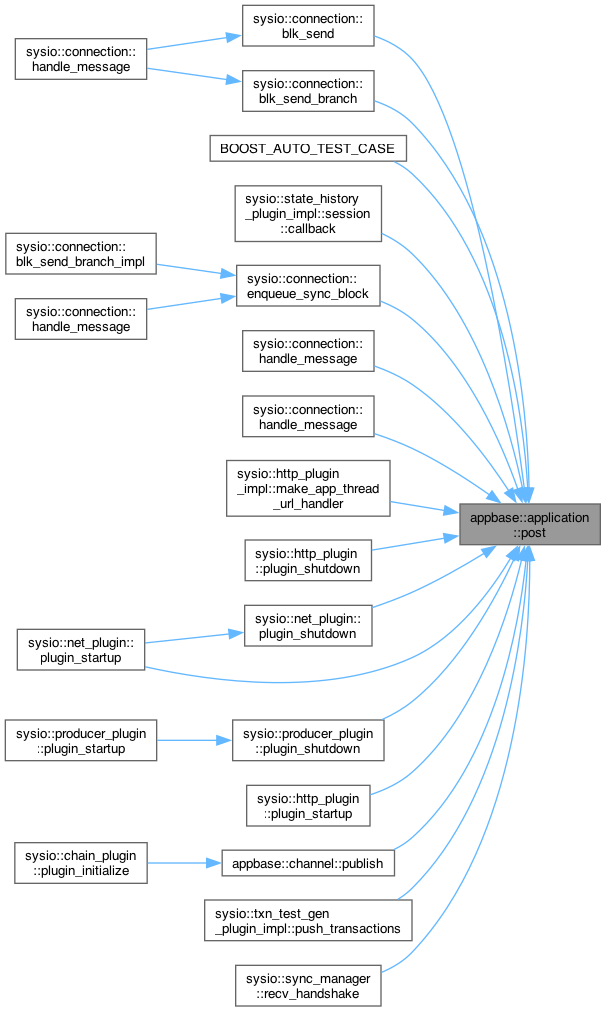 sysio::connection::
blk_send
sysio::connection::
handle_message
sysio::connection::
blk_send_branch
BOOST_AUTO_TEST_CASE
sysio::state_history
_plugin_impl::session
::callback
sysio::connection::
blk_send_branch_impl
sysio::connection::
enqueue_sync_block
sysio::connection::
handle_message
sysio::connection::
handle_message
sysio::connection::
handle_message
sysio::http_plugin
_impl::make_app_thread
_url_handler
appbase::application
::post
sysio::http_plugin
::plugin_shutdown
sysio::net_plugin::
plugin_shutdown
sysio::net_plugin::
plugin_startup
sysio::producer_plugin
::plugin_startup
sysio::producer_plugin
::plugin_shutdown
sysio::http_plugin
::plugin_startup
sysio::chain_plugin
::plugin_initialize
appbase::channel::publish
sysio::txn_test_gen
_plugin_impl::push_transactions
sysio::sync_manager
::recv_handshake